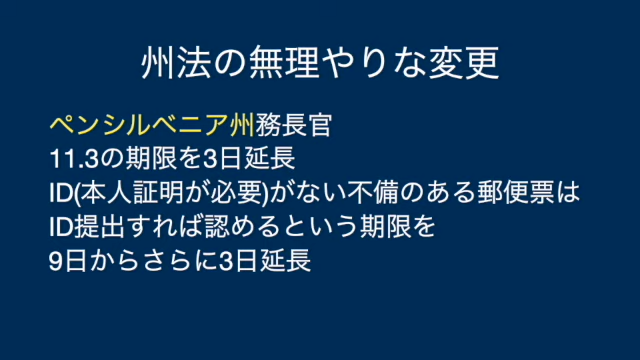 州法の無理やりな変更
ペンシルベニア州務長官
11.3の期限を3日延長
ID(本人証明が必要)がない不備のある郵便票は
ID提出すれば認めるという期限を
9日からさらに3日延長